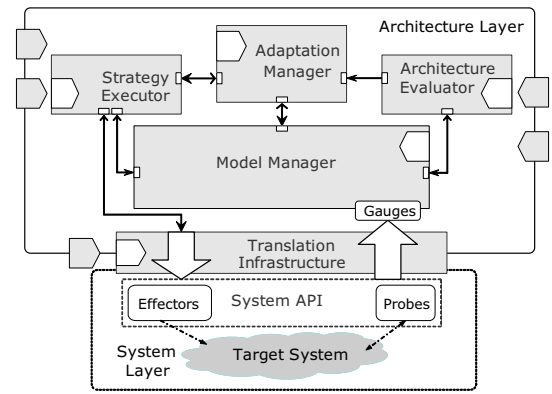 Architecture Layer
Strategy
Executor
Adaptation
Manager
Architecture
Evaluator
Model Manager
Gauges
Translation
Infrastructure
Effectors
System API
Probes
System
Layer
Target System